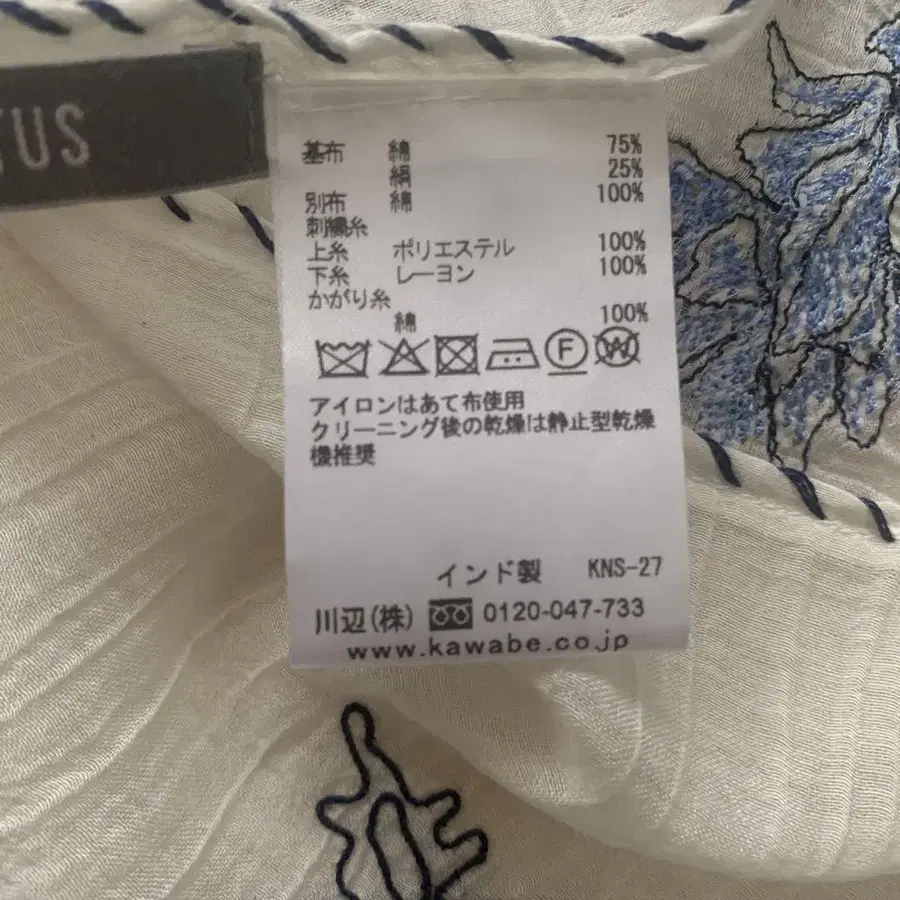 TUS
基布 綿 75%
絹 25%
別布 綿 100%
刺繍糸
上糸 ポリエステル 100%
下糸 レーヨン 100%
かがり糸
綿 100%
F W
アイロンはあて布使用
クリーニング後の乾燥は静止型乾燥
機推奨
インド製 KNS-27
川辺(株) 0120-047-733
www.kawabe.co.jp